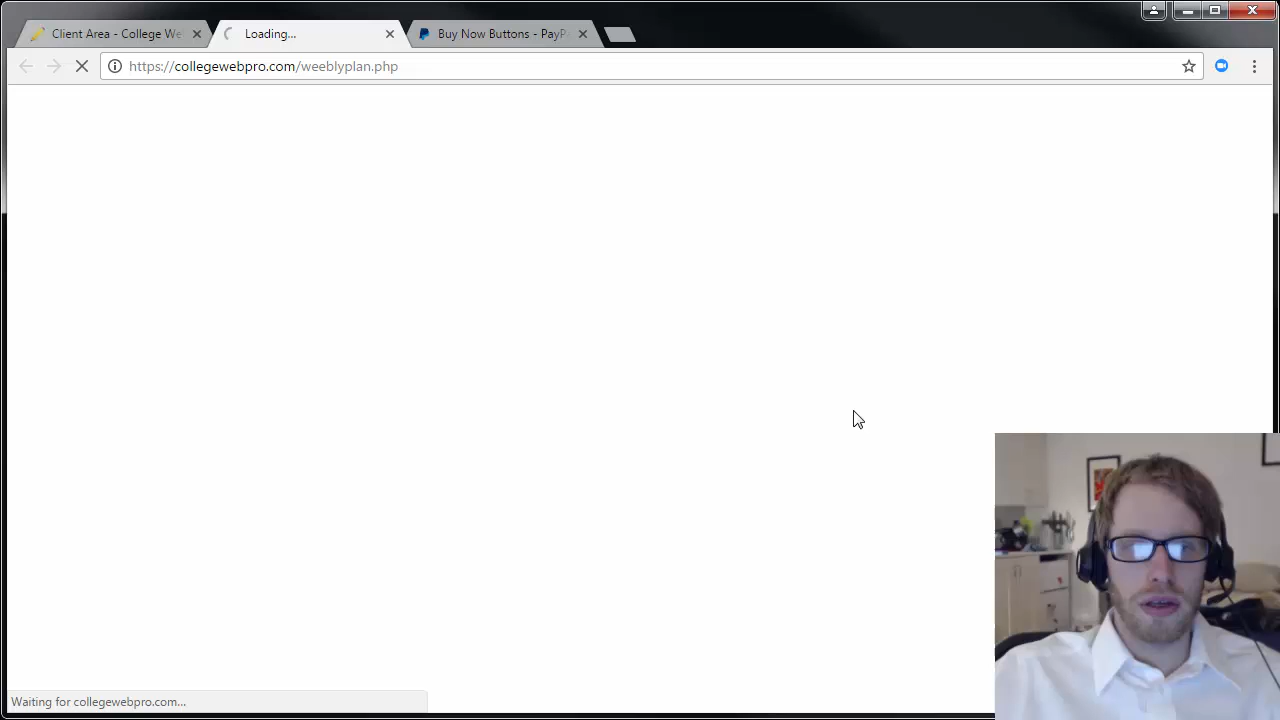 Client Area - College We
Loading...
Buy Now Buttons - PayP
https://collegewebpro.com/weeblyplan.php
Waiting for collegewebpro.com...